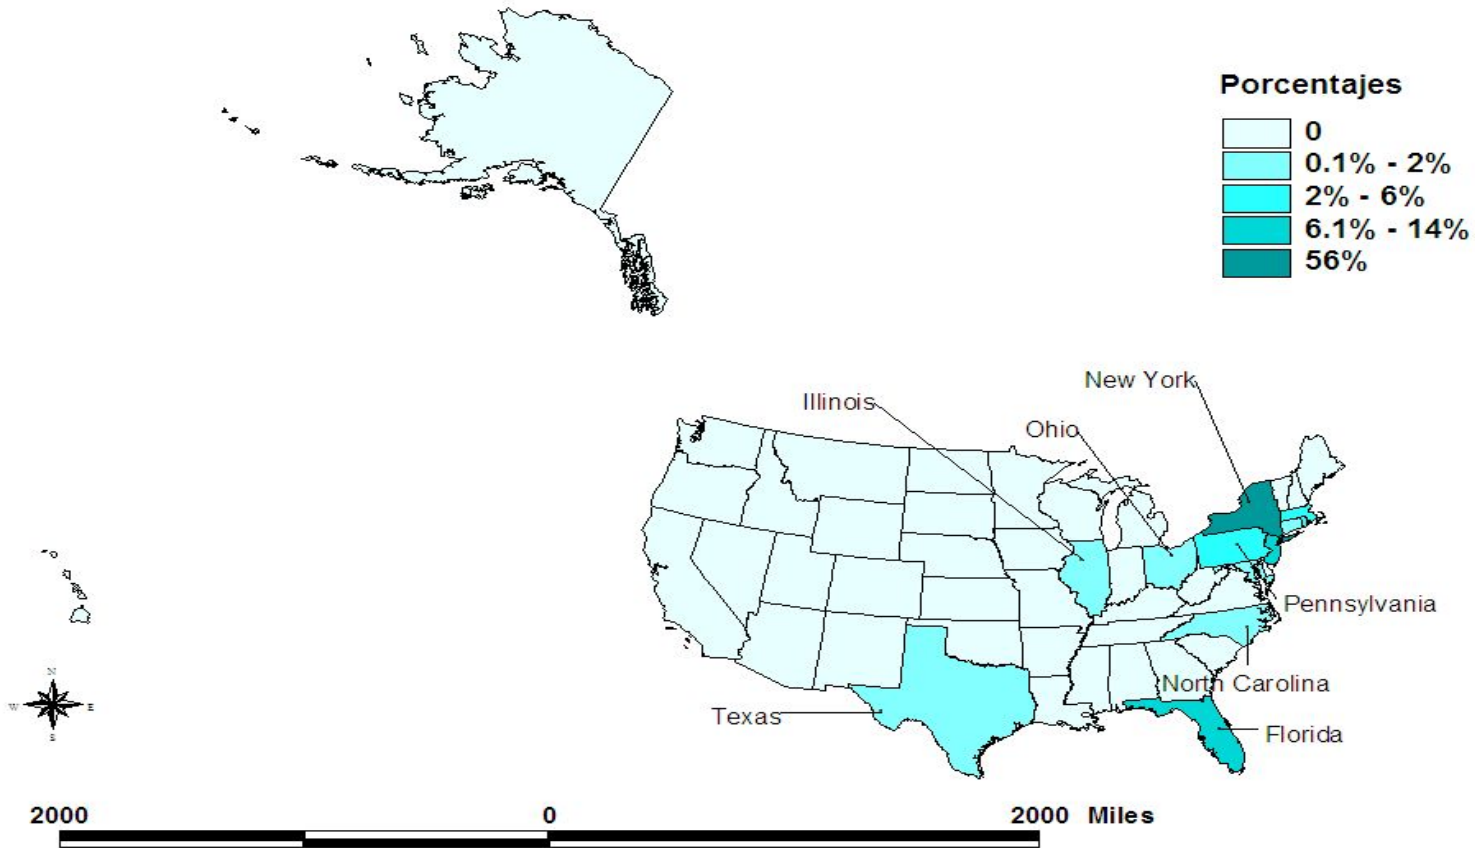 Porcentajes
0
0.1% - 2%
2% - 6%
6.1% - 14%
56%
New York
Illinois
Ohio
Pennsylvania
North Carolina
Texas
Florida
N
W E
S
2000 0 2000 Miles